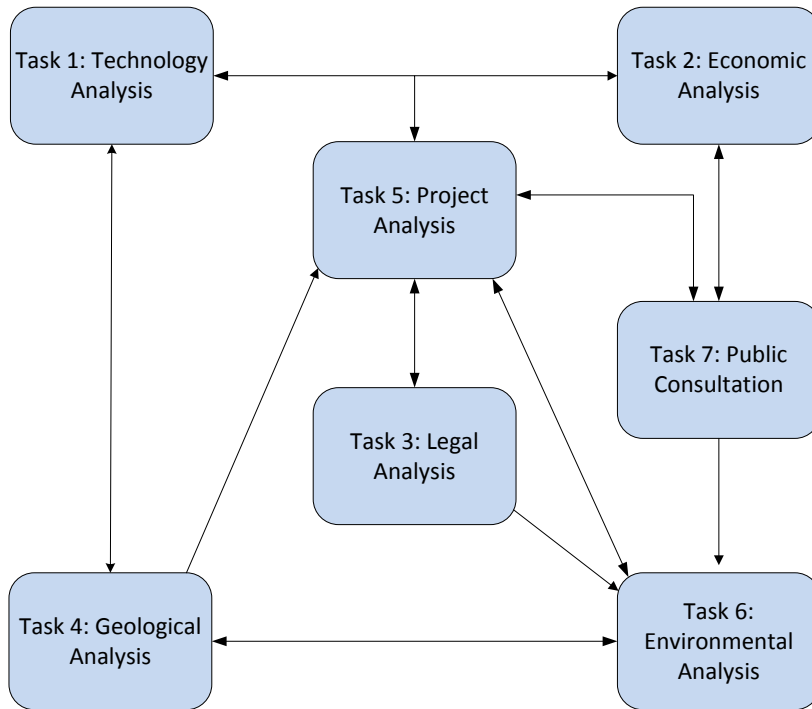 Task 1: Technology
Analysis
Task 2: Economic
Analysis
Task 5: Project
Analysis
Task 7: Public
Consultation
Task 3: Legal
Analysis
Task 4: Geological
Analysis
Task 6:
Environmental
Analysis